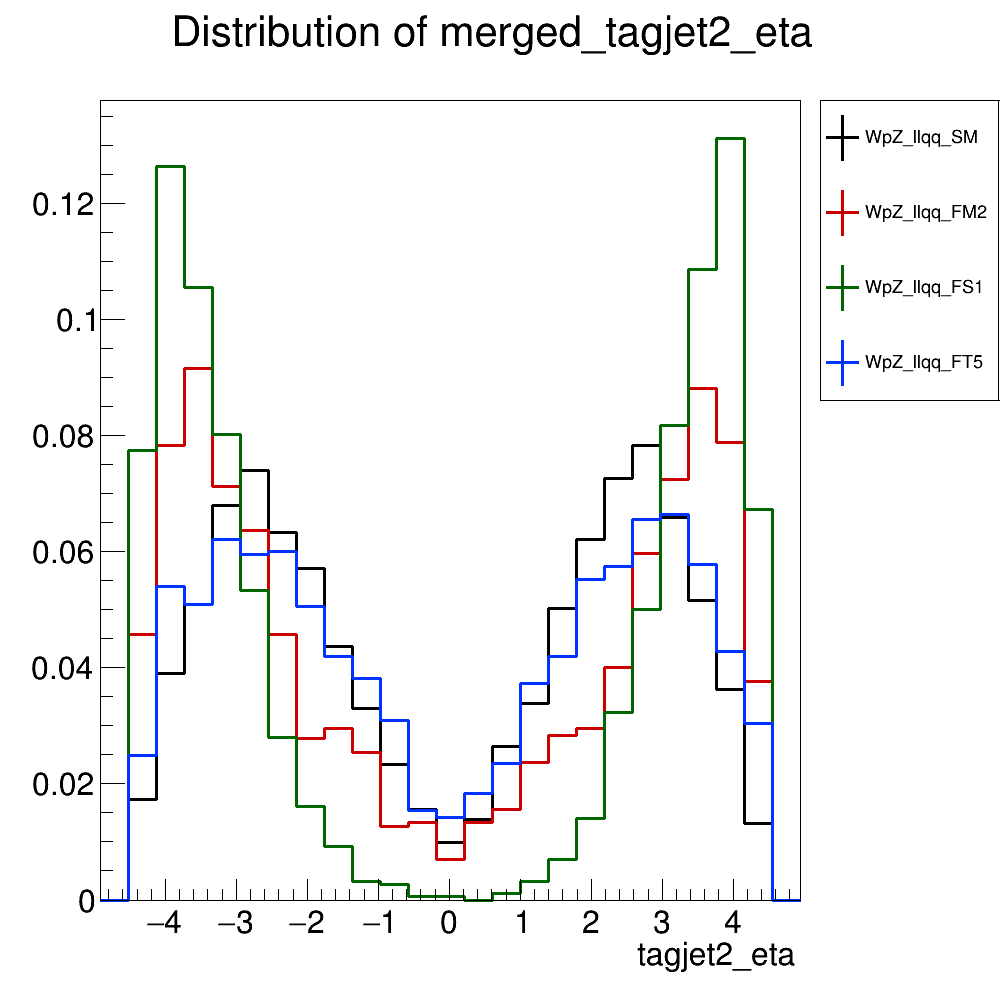 Distribution of merged_tagjet2_eta
WpZ_llqq_SM
WpZ_llqq_FM2
WpZ_llqq_FS1
WpZ_llqq_FT5
0.12
0.1
0.08
0.06
0.04
0.02
0
−4 −3 −2 −1 0 1 2 3 4
tagjet2_eta